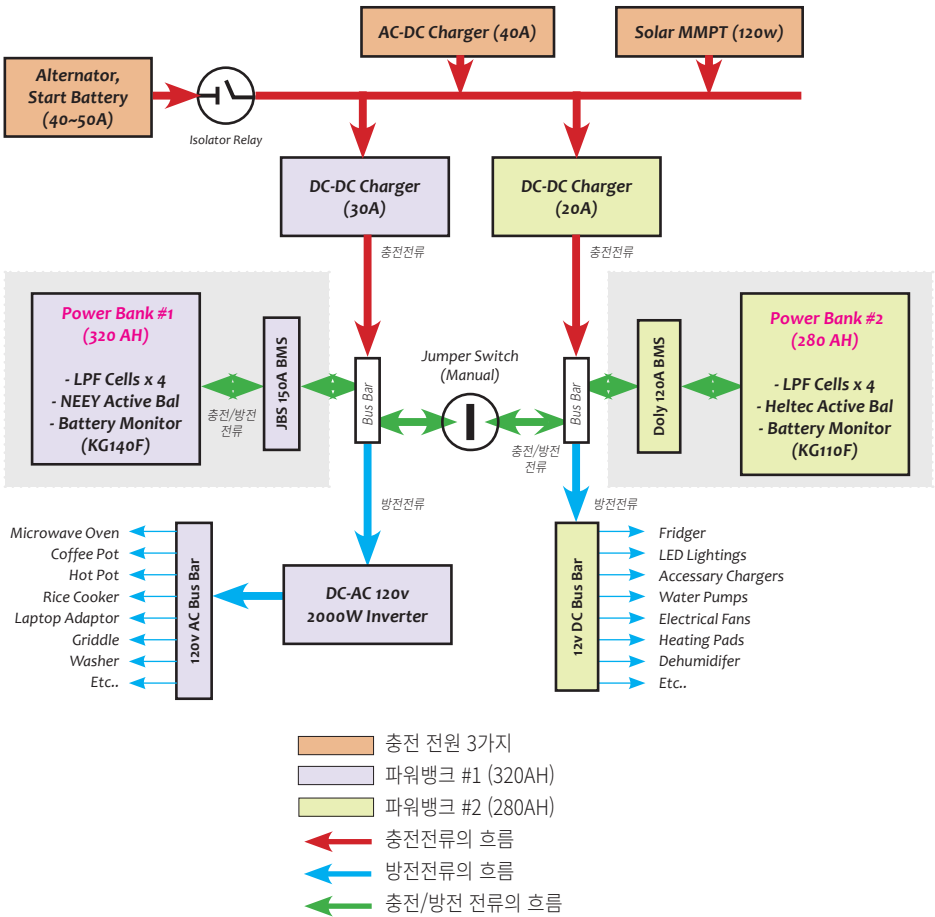 AC-DC Charger (40A)
Solar MMPT (120w)
Alternator,
Start Battery
(40~50A)
Isolator Relay
DC-DC Charger
(30A)
DC-DC Charger
(20A)
충전전류
충전전류
Power Bank #1
(320 AH)
- LPF Cells x 4
- NEEY Active Bal
- Battery Monitor
(KG140F)
충전/방전
전류
JBS 150A BMS
Bus Bar
Jumper Switch
(Manual)
충전/방전
전류
Bus Bar
Doly 120A BMS
Power Bank #2
(280 AH)
- LPF Cells x 4
- Heltec Active Bal
- Battery Monitor
(KG110F)
방전전류
방전전류
Microwave Oven
Coffee Pot
Hot Pot
Rice Cooker
Laptop Adaptor
Griddle
Washer
Etc..
120v AC Bus Bar
DC-AC 120v
2000W Inverter
12v DC Bus Bar
Fridger
LED Lightings
Accessary Chargers
Water Pumps
Electrical Fans
Heating Pads
Dehumidifer
Etc..
충전 전원 3가지
파워뱅크 #1 (320AH)
파워뱅크 #2 (280AH)
충전전류의 흐름
방전전류의 흐름
충전/방전 전류의 흐름